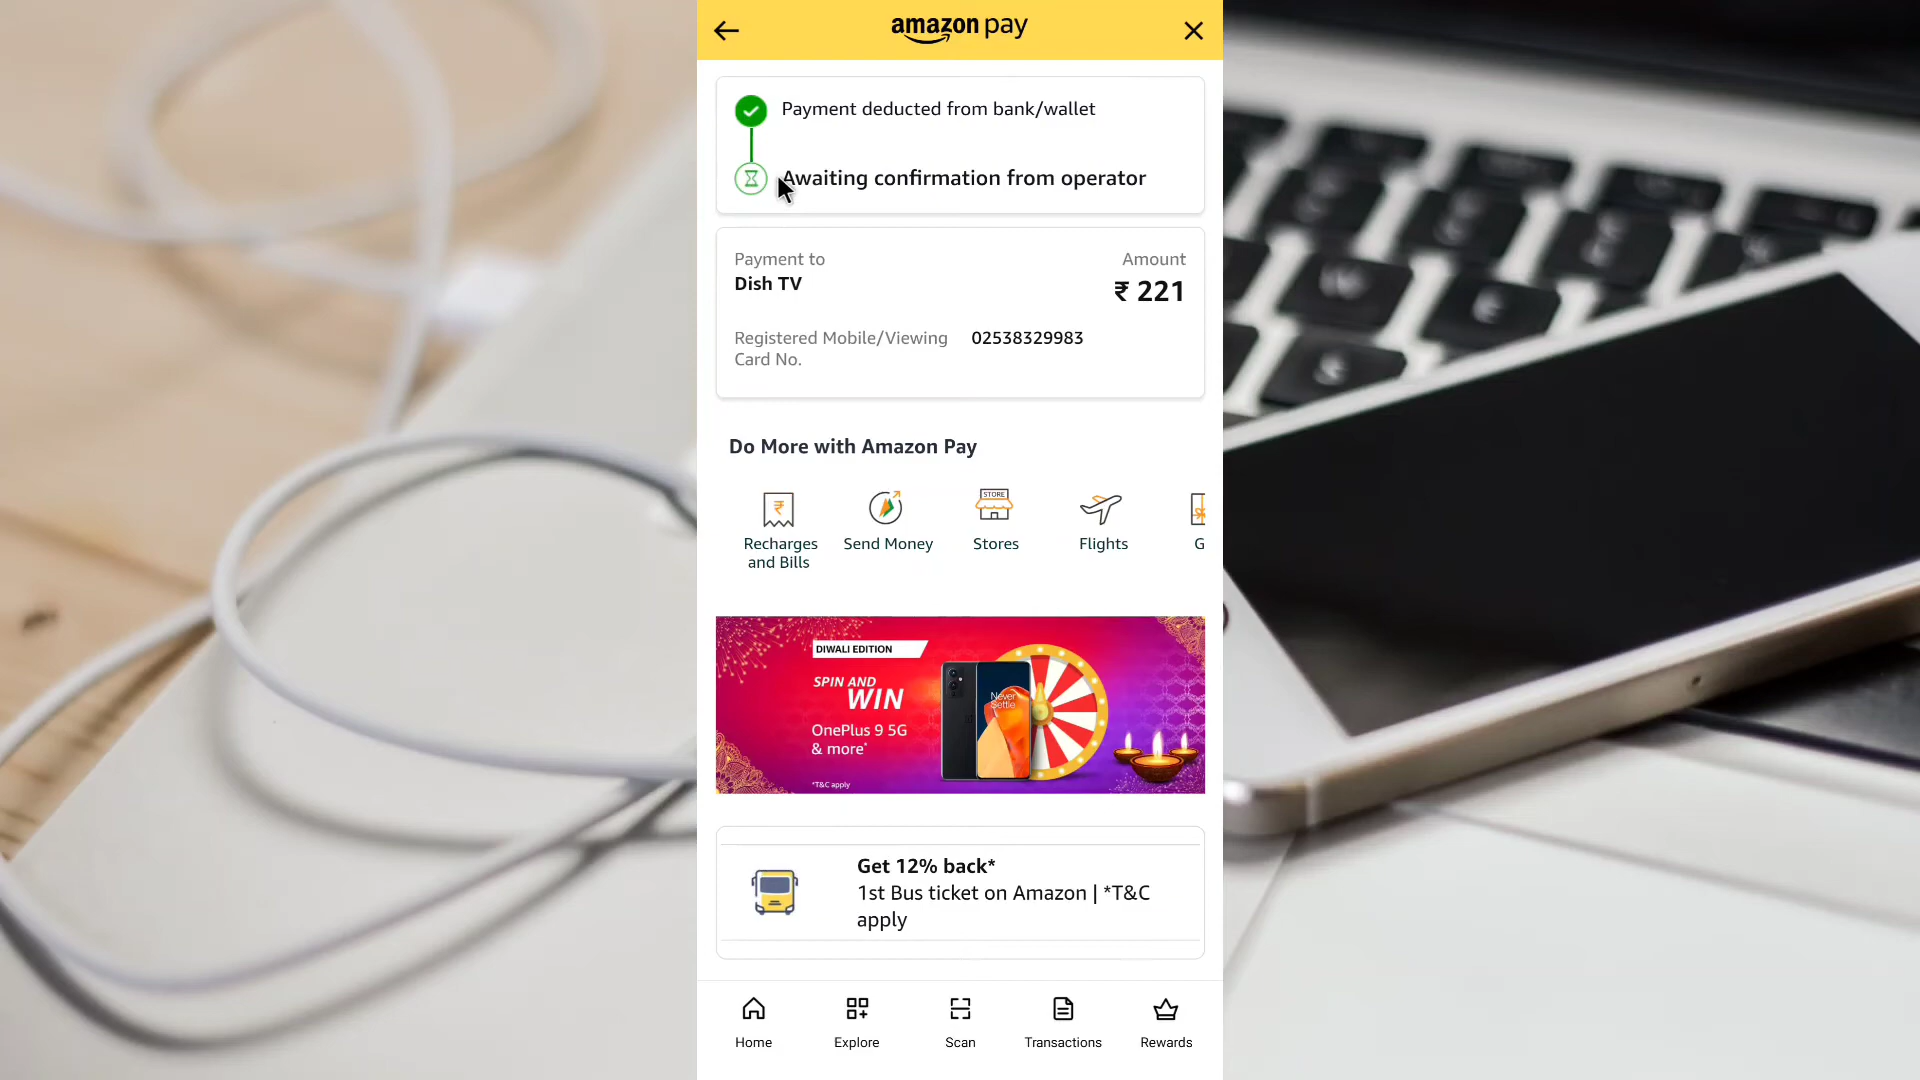 amazon pay
Payment deducted from bank/wallet
Awaiting confirmation from operator
Payment to
Amount
Dish TV
₹ 221
Registered Mobile/Viewing
Card No.
02538329983
Do More with Amazon Pay
STORE
Recharges
and Bills
Send Money
Stores
Flights
G
DIWALI EDITION
SPIN AND
WIN
OnePlus 9 5G
& more*
*T&C apply
Never
Settle
Get 12% back*
1st Bus ticket on Amazon | *T&C
apply
Home
Explore
Scan
Transactions
Rewards